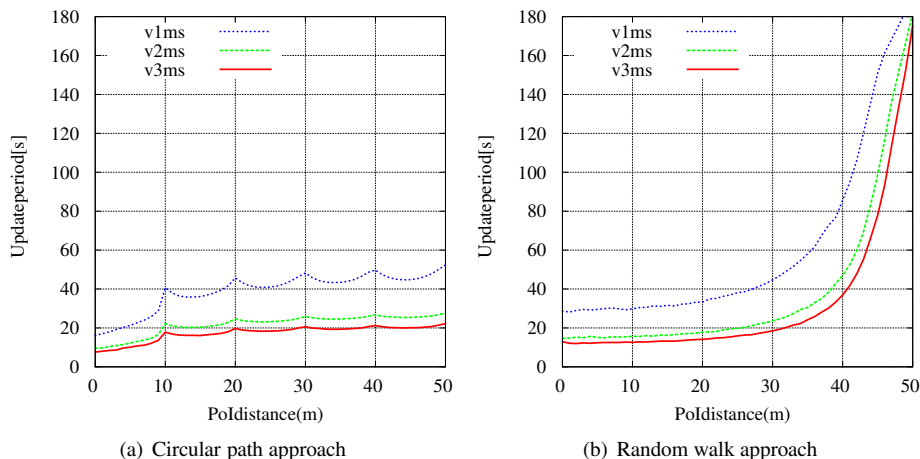 180
160
140
120
100
80
60
40
20
0
Updateperiod[s]
v1ms
v2ms
v3ms
0 10 20 30 40 50
PoIdistance(m)
(a) Circular path approach
180
160
140
120
100
80
60
40
20
0
Updateperiod[s]
v1ms
v2ms
v3ms
0 10 20 30 40 50
PoIdistance(m)
(b) Random walk approach